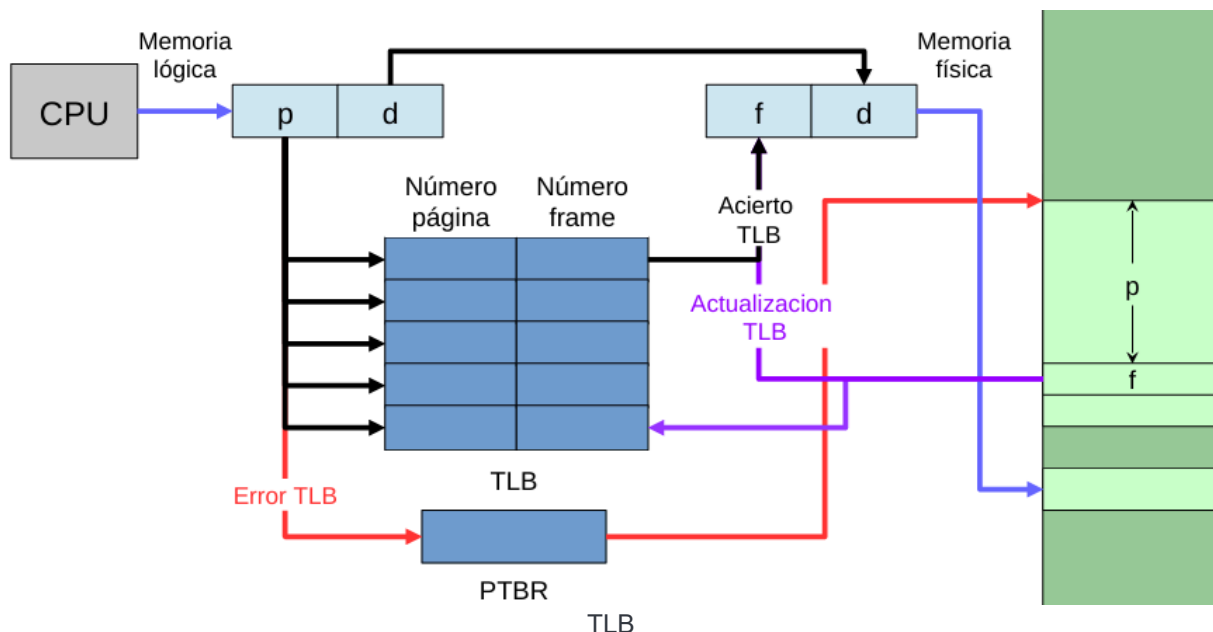 Memoria
lógica
Memoria
física
CPU
p
d
f
d
Número
página
Número
frame
Acierto
TLB
p
Actualizacion
TLB
f
TLB
Error TLB
PTBR
TLB